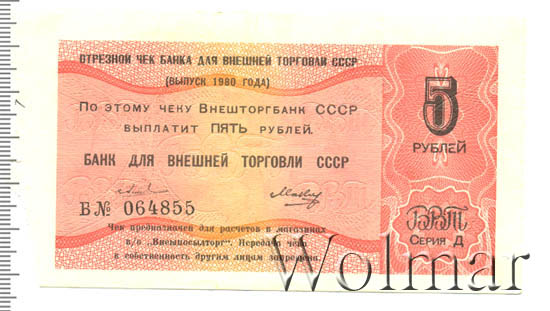 ОТРЕЗНОЙ ЧЕК БАНКА ДЛЯ ВНЕШНЕЙ ТОРГОВЛИ СССР
(ВЫПУСК 1980 ГОДА)
По этому чеку Внешторгбанк СССР
выплатит ПЯТЬ рублей.
БАНК ДЛЯ ВНЕШНЕЙ ТОРГОВЛИ СССР
Б№ 064855
Чек предназначен для расчетов в магазинах
в/о „Внешпосылторг". Передача чека
в собственность другим лицам запрещена.
5
РУБЛЕЙ
ВВТ
Серия Д
Wolmar